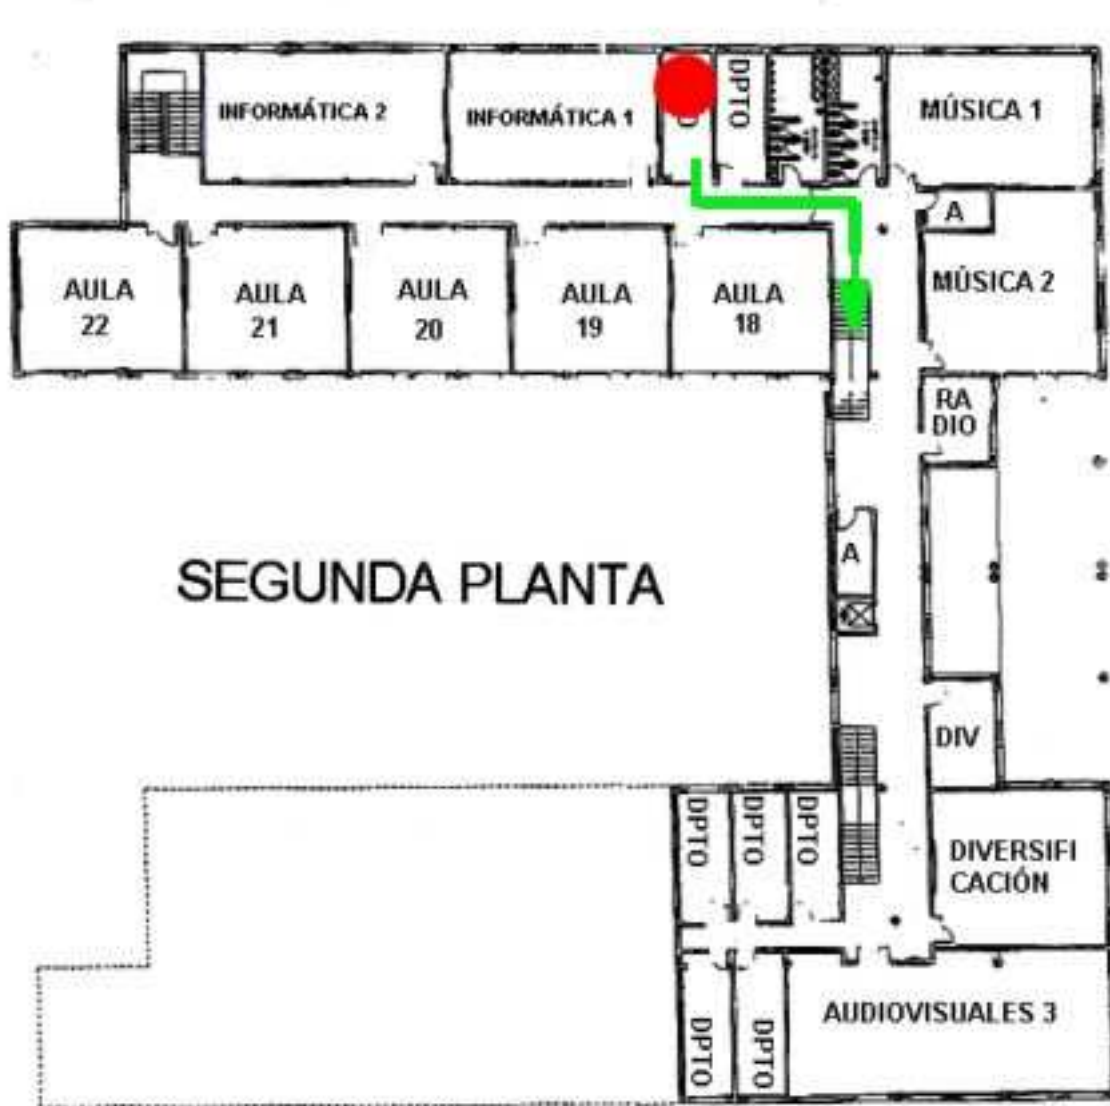 INFORMÁTICA 2
INFORMÁTICA 1
DPTO
MÚSICA 1
A
MÚSICA 2
AULA
22
AULA
21
AULA
20
AULA
19
AULA
18
RA
DIO
A
SEGUNDA PLANTA
DIV
DPTO
DPTO
DPTO
DIVERSIFI
CACIÓN
DPTO
DPTO
AUDIOVISUALES 3